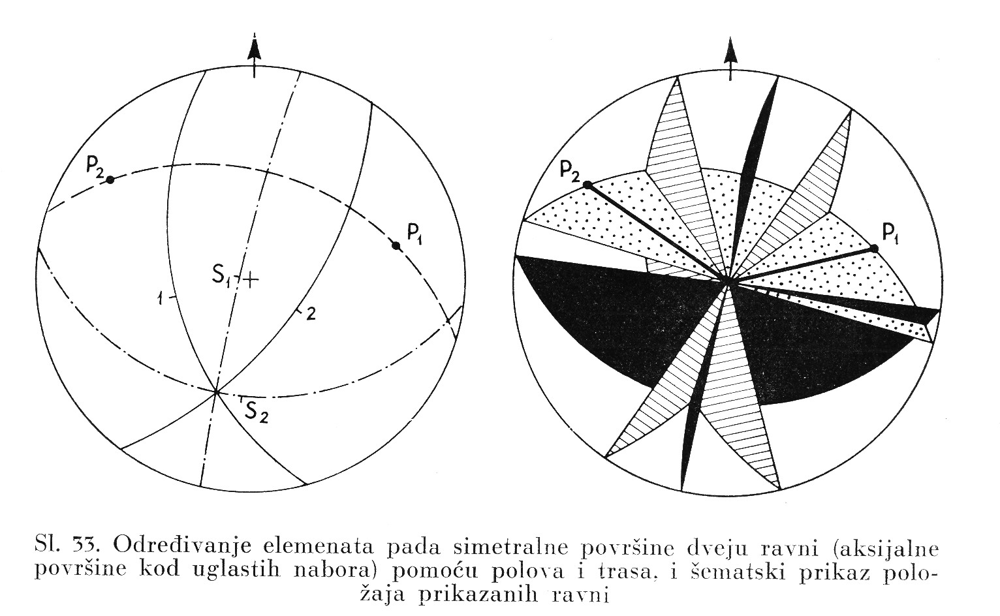 P2
P1
S1
1
2
S2
P2
P1
Sl. 33. Određivanje elemenata pada simetralne površine dveju ravni (aksijalne
površine kod uglastih nabora) pomoću polova i trasa, i šematski prikaz polo-
žaja prikazanih ravni